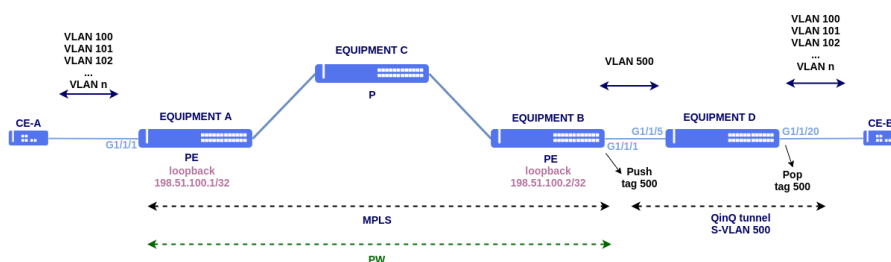 VLAN 100
VLAN 101
VLAN 102
...
VLAN n
EQUIPMENT C
P
VLAN 500
VLAN 100
VLAN 101
VLAN 102
...
VLAN n
CE-A
EQUIPMENT A
EQUIPMENT B
EQUIPMENT D
CE-B
G1/1/1
G1/1/5
G1/1/1
G1/1/20
PE
loopback
198.51.100.1/32
PE
loopback
198.51.100.2/32
Push
tag 500
Pop
tag 500
MPLS
QinQ tunnel
S-VLAN 500
PW